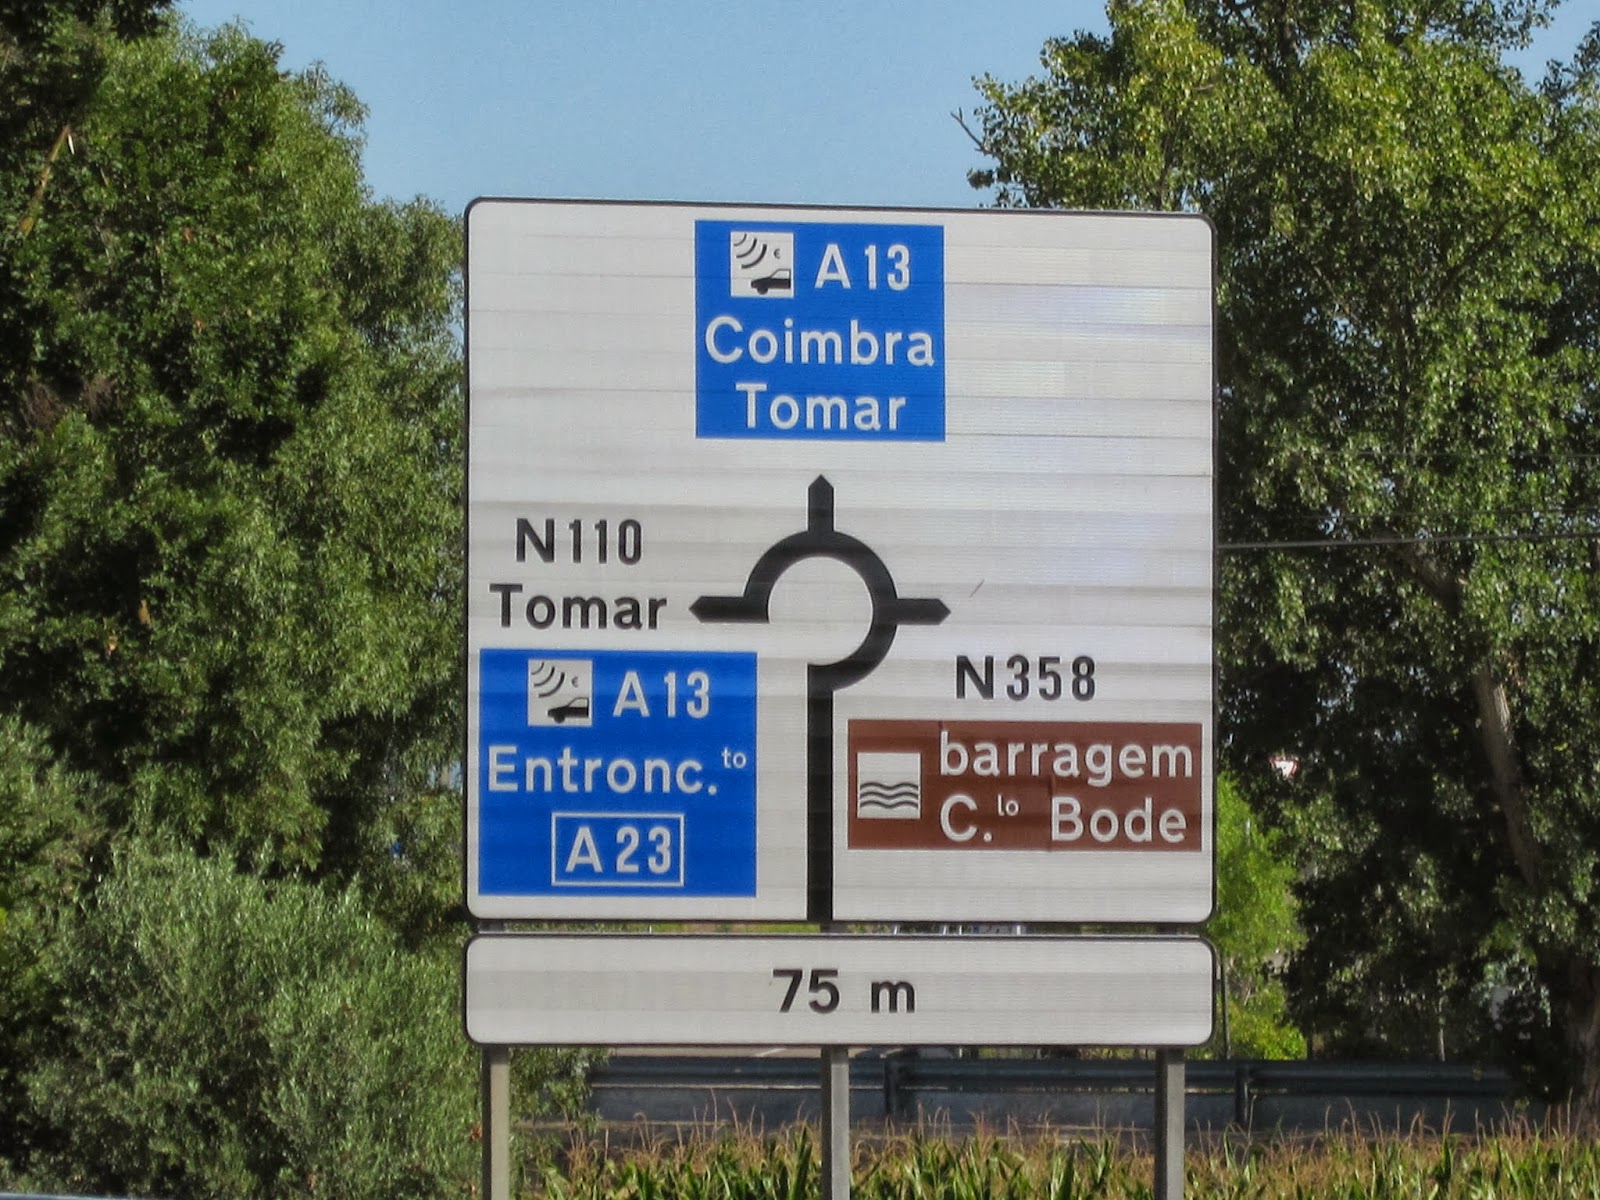 € A13
Coimbra
Tomar
N110
Tomar
€ A13
Entronc.to
A23
N358
barragem
C.lo Bode
75 m